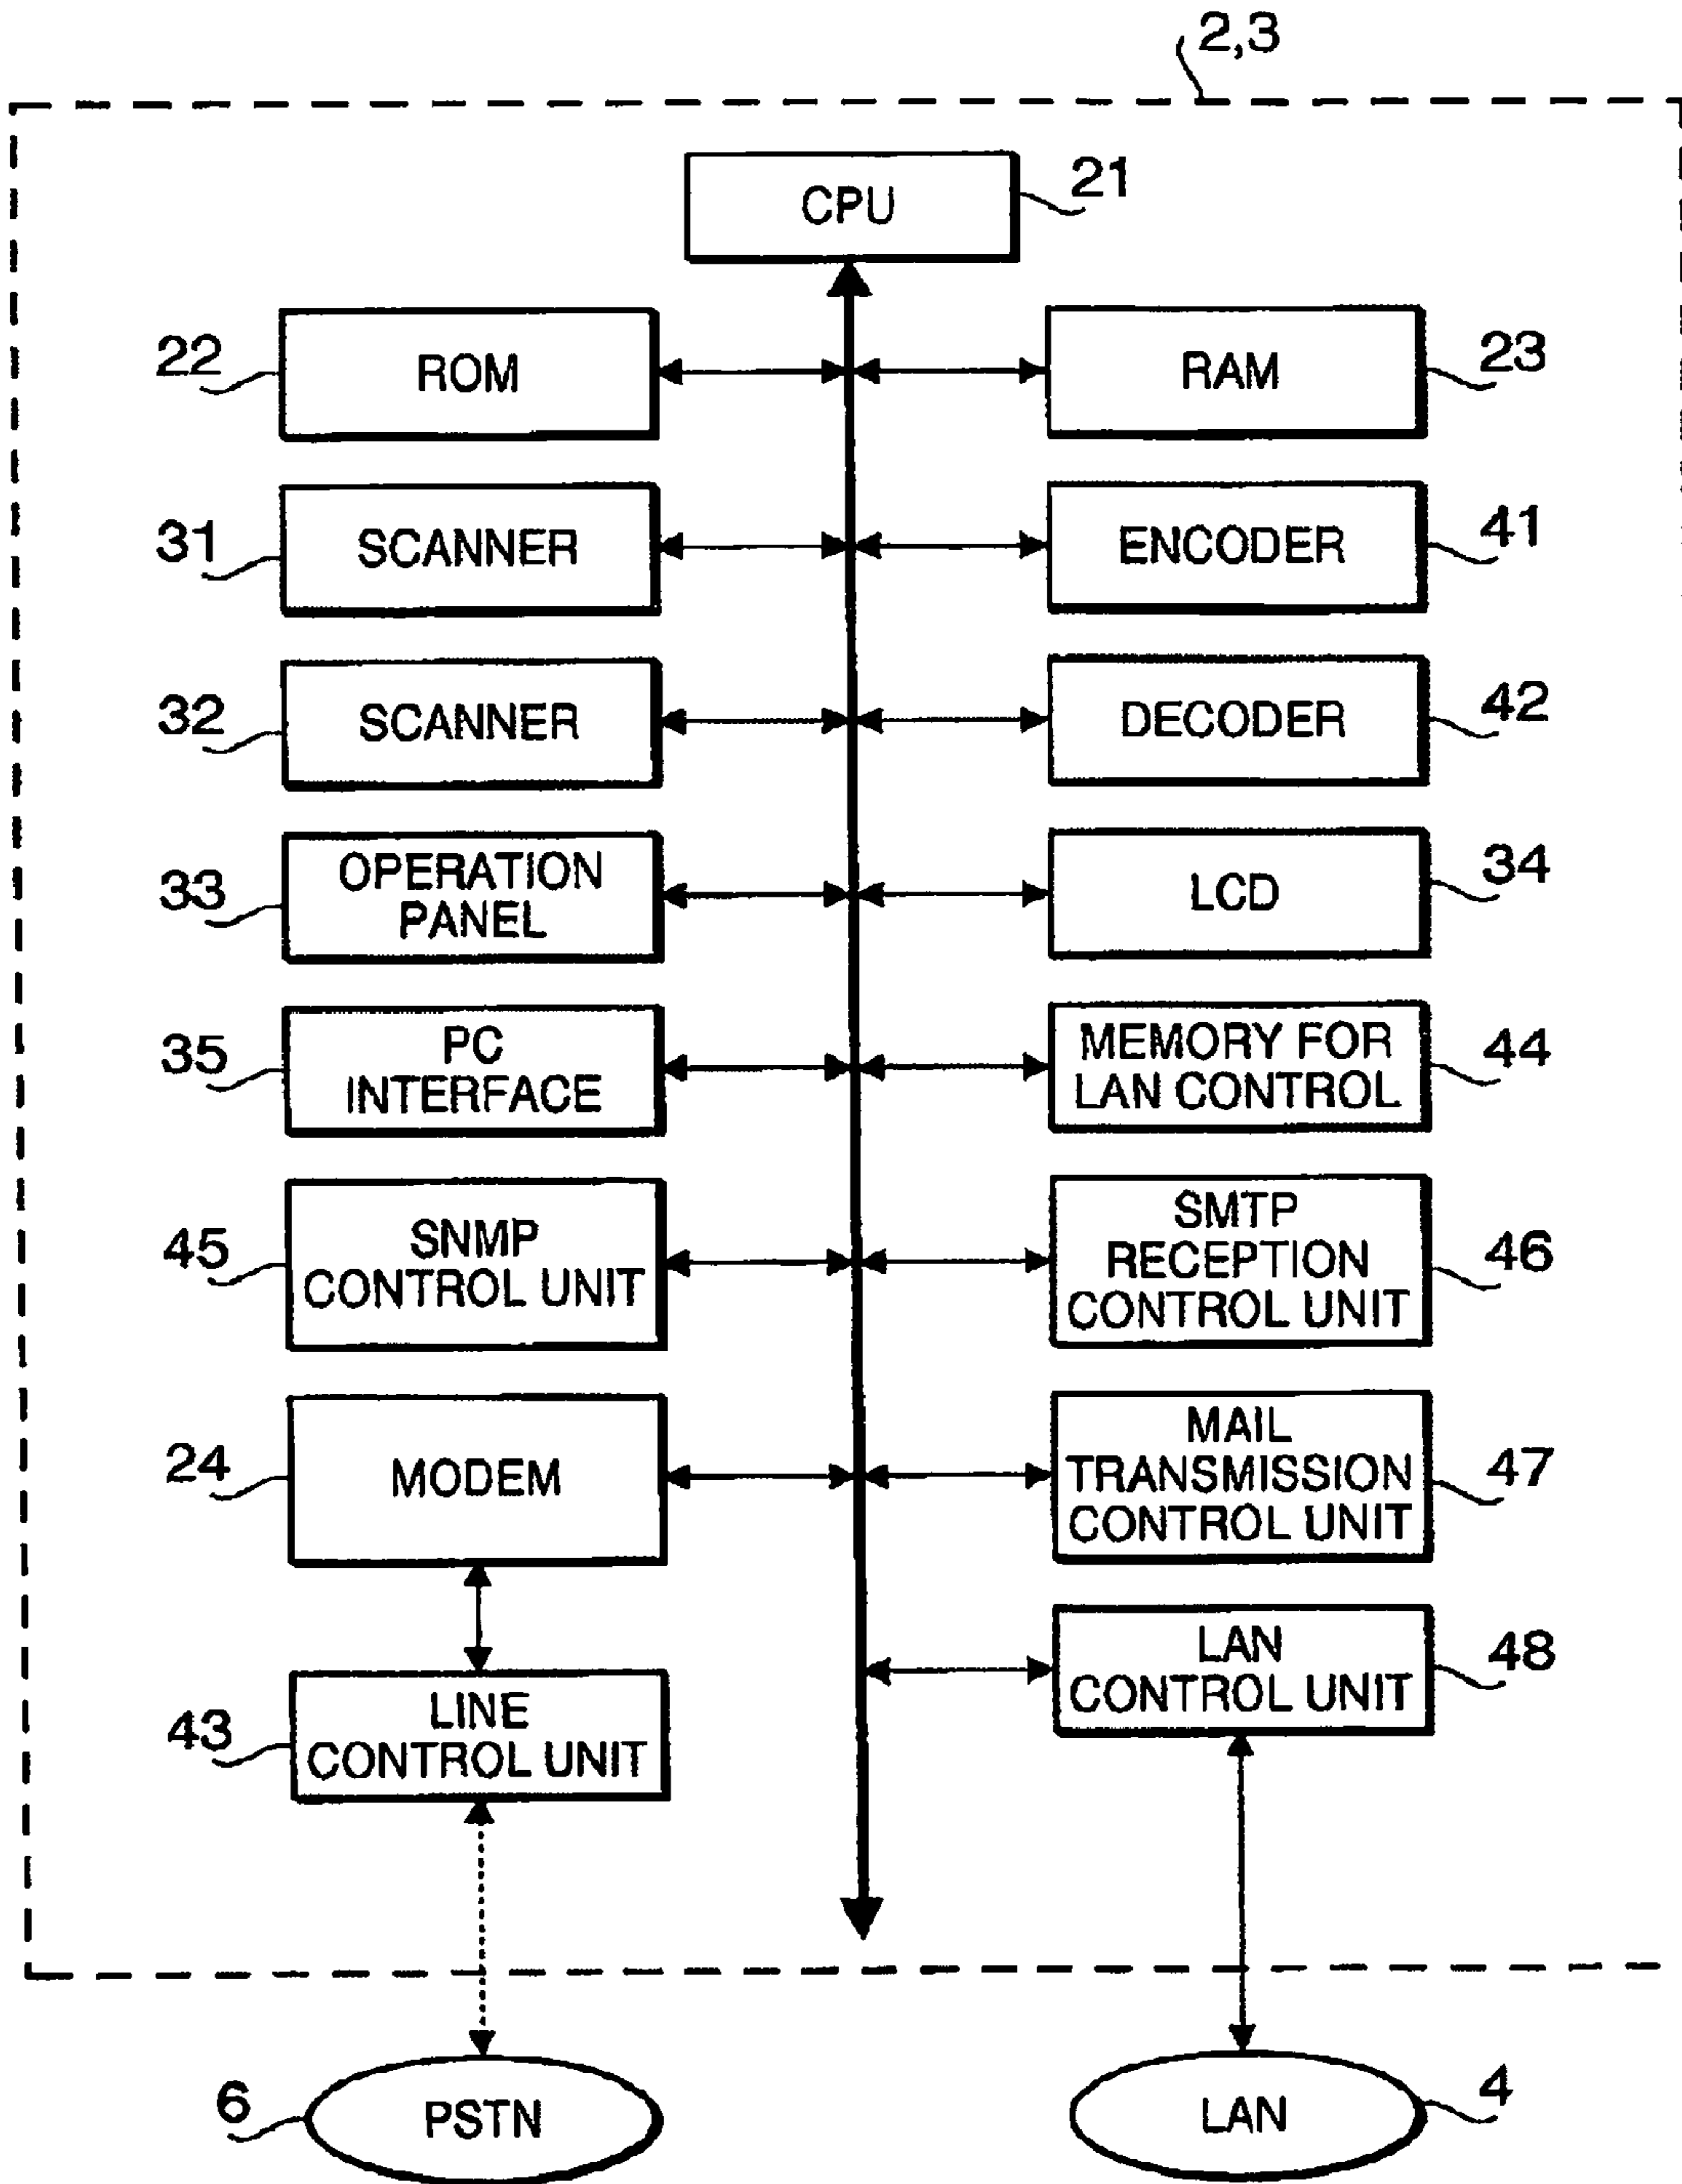 2,3
CPU
21
22
ROM
RAM
23
31
SCANNER
ENCODER
41
32
SCANNER
DECODER
42
33
OPERATION
PANEL
LCD
34
35
PC
INTERFACE
MEMORY FOR
LAN CONTROL
44
45
SNMP
CONTROL UNIT
SMTP
RECEPTION
CONTROL UNIT
46
24
MODEM
MAIL
TRANSMISSION
CONTROL UNIT
47
43
LINE
CONTROL UNIT
LAN
CONTROL UNIT
48
6
PSTN
LAN
4